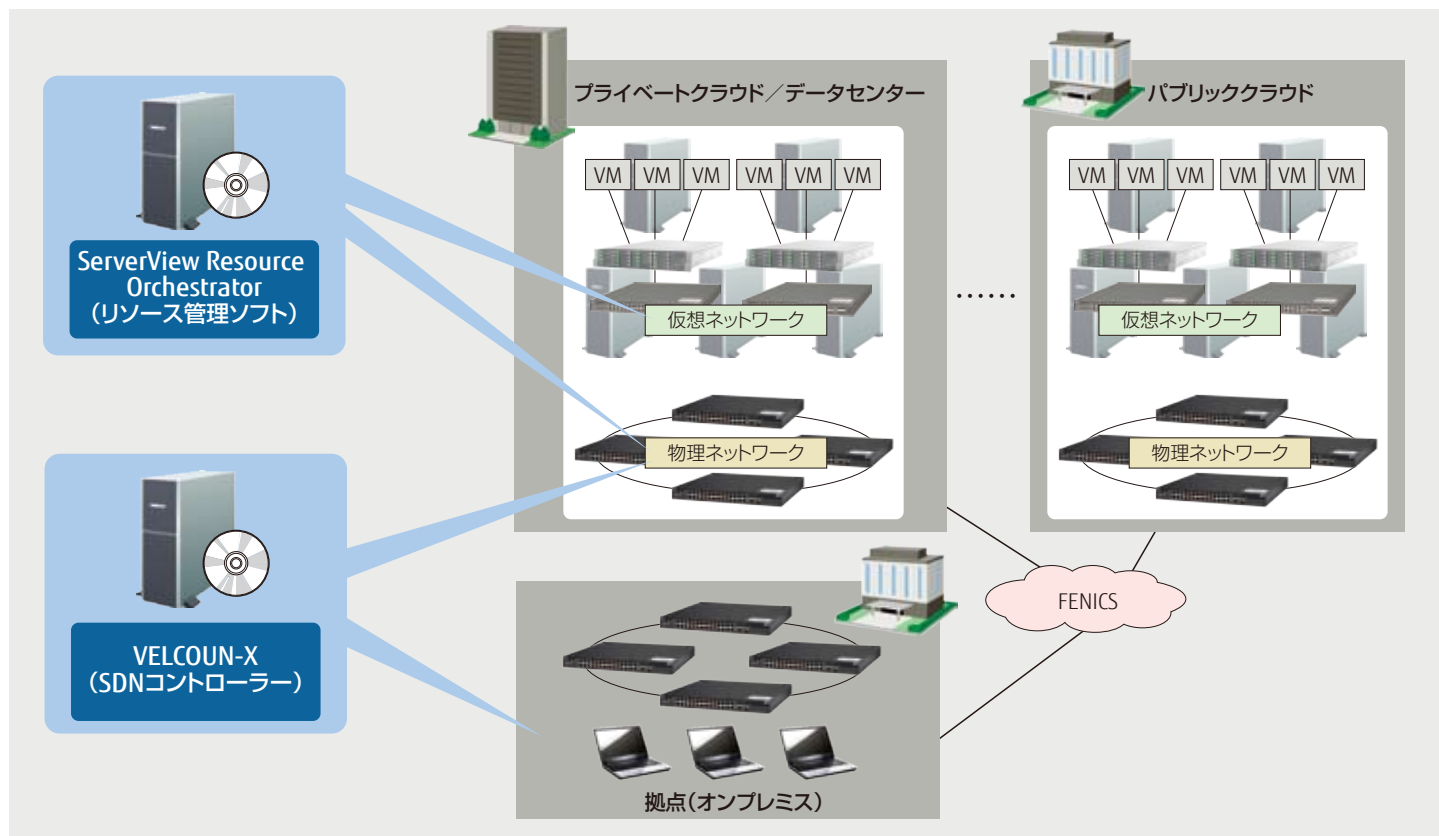 プライベートクラウド／データセンター
パブリッククラウド
VM VM VM VM VM VM
VM VM VM VM VM VM
ServerView Resource
Orchestrator
（リソース管理ソフト）
仮想ネットワーク
……
仮想ネットワーク
物理ネットワーク
物理ネットワーク
VELCOUN-X
（SDNコントローラー）
FENICS
拠点（オンプレミス）